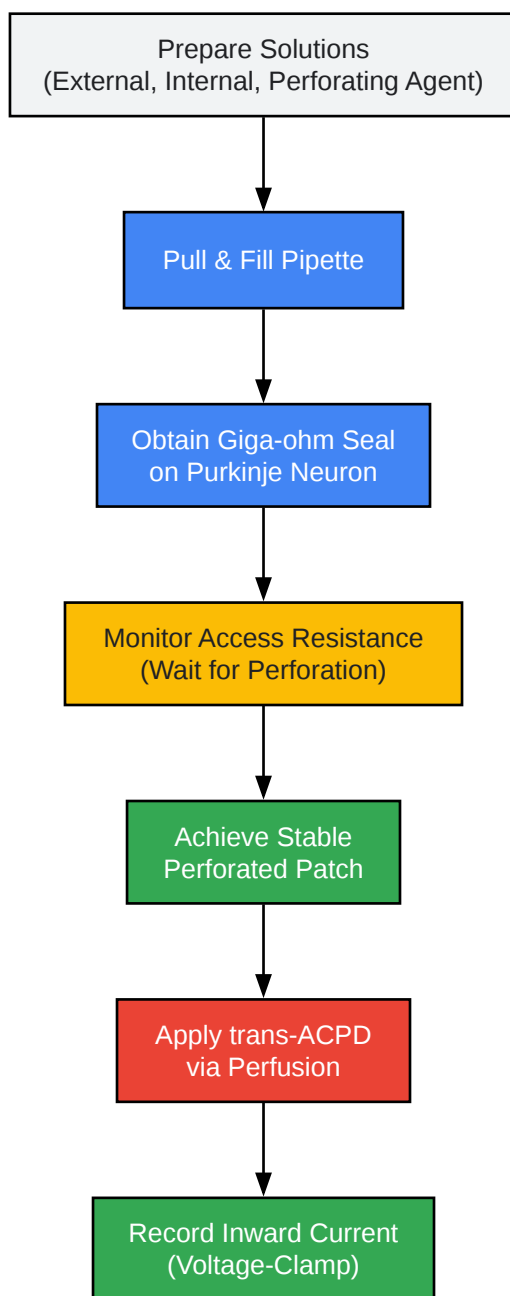 Prepare Solutions
(External, Internal, Perforating Agent)
Pull & Fill Pipette
Obtain Giga-ohm Seal
on Purkinje Neuron
Monitor Access Resistance
(Wait for Perforation)
Achieve Stable
Perforated Patch
Apply trans-ACPD
via Perfusion
Record Inward Current
(Voltage-Clamp)